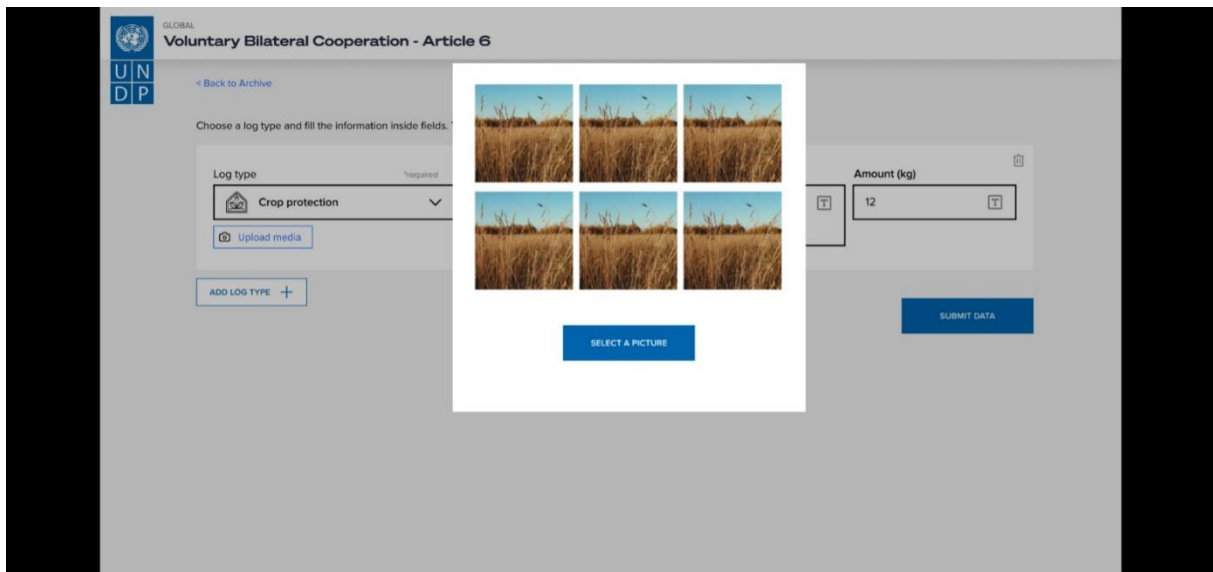 GLOBAL
Voluntary Bilateral Cooperation - Article 6
U N
D P
< Back to Archive
Choose a log type and fill the information inside fields.
Log type
*required
Amount (kg)
Crop protection
12
Upload media
ADD LOG TYPE
SUBMIT DATA
SELECT A PICTURE